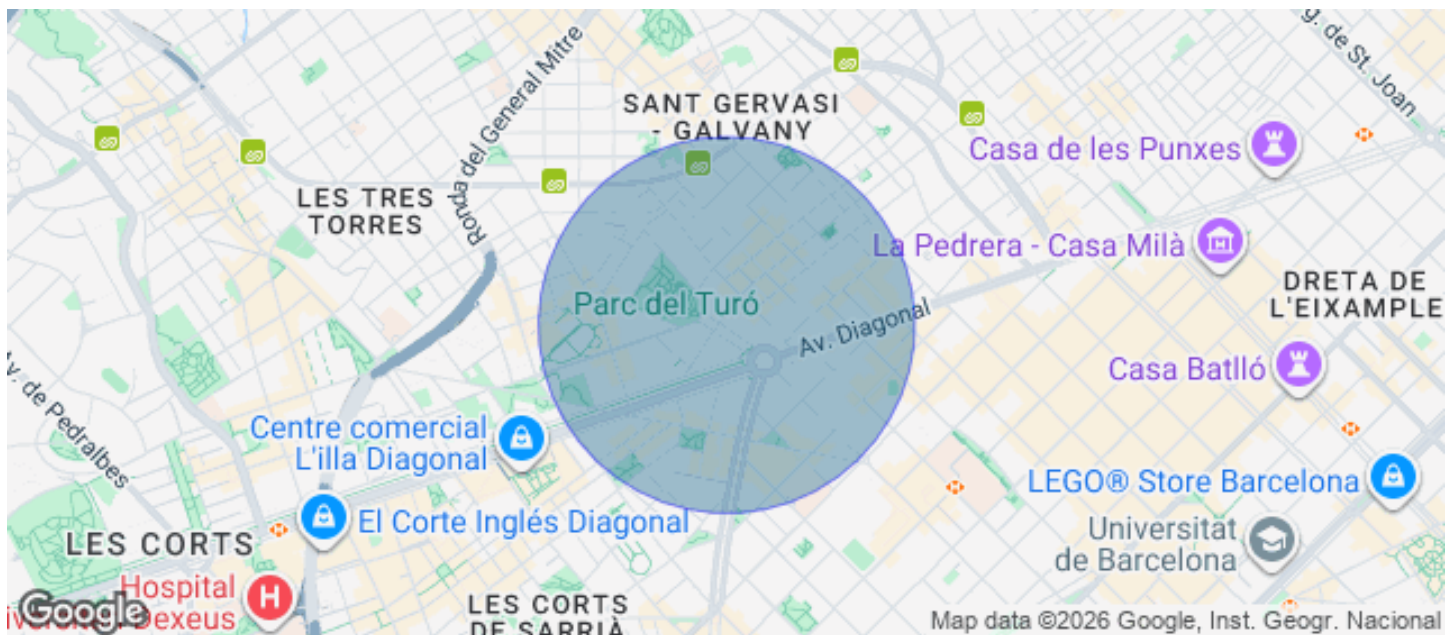 g. de St. Joan
SANT GERVASI
- GALVANY
Ronda del General Mitre
Casa de les Punxes
LES TRES
TORRES
La Pedrera - Casa Milà
DRETA DE
L'EIXAMPLE
Parc del Turó
Av. Diagonal
Casa Batlló
Av. de Pedralbes
Centre comercial
L'illa Diagonal
LEGO® Store Barcelona
El Corte Inglés Diagonal
Universitat
de Barcelona
LES CORTS
Hospital
Dexeus
LES CORTS
DE SARRIÀ
Google
Map data ©2026 Google, Inst. Geogr. Nacional